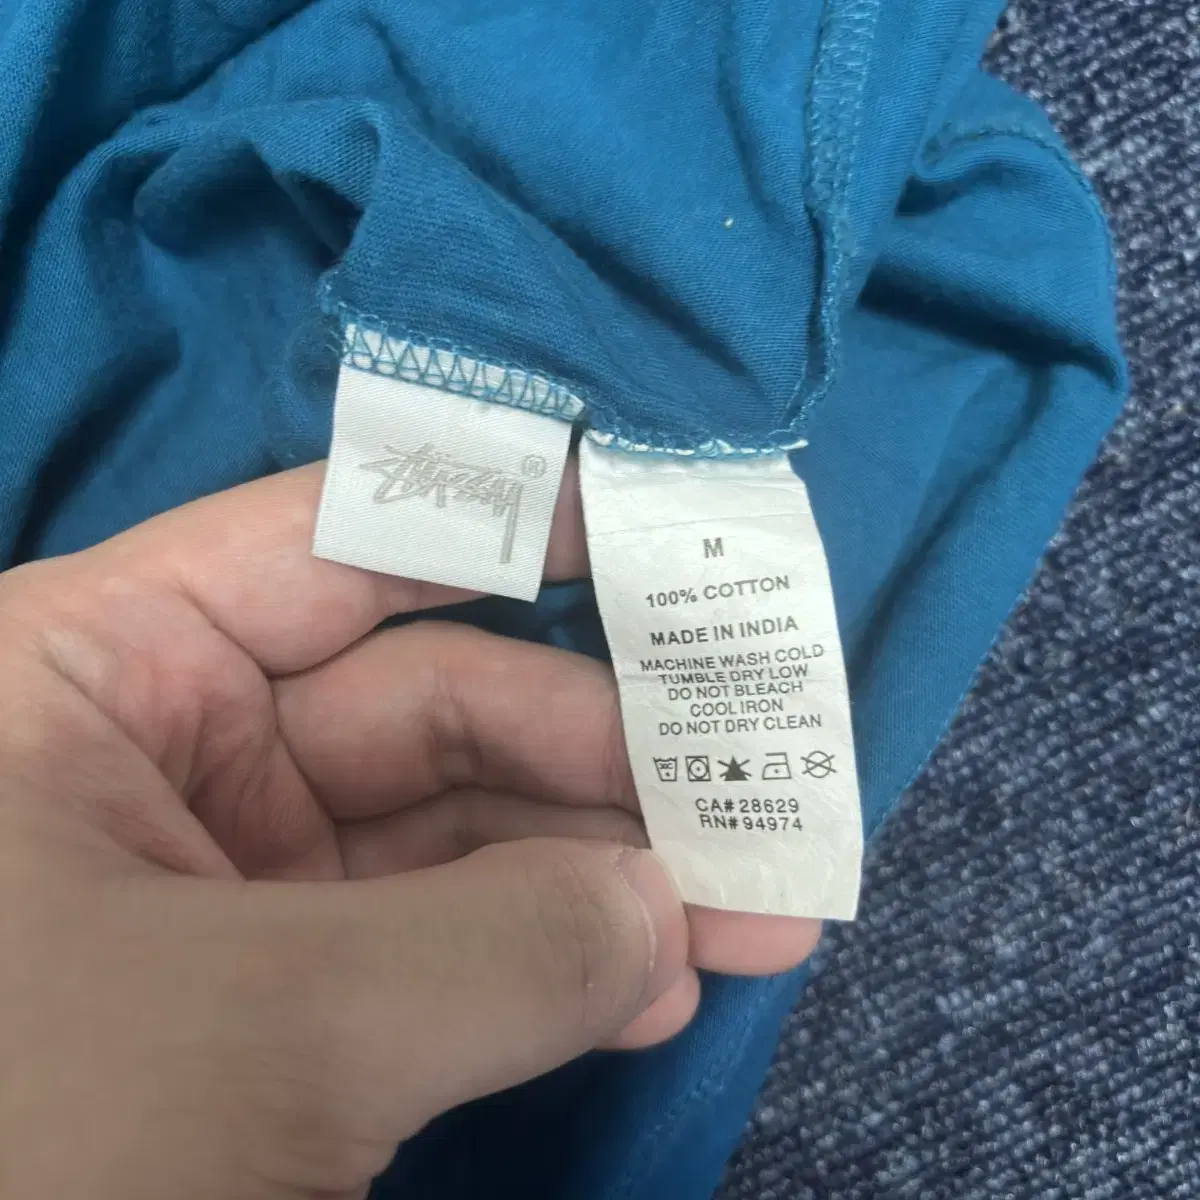 STÜSSY®
M
100% COTTON
MADE IN INDIA
MACHINE WASH COLD
TUMBLE DRY LOW
DO NOT BLEACH
COOL IRON
DO NOT DRY CLEAN
30C
CA# 28629
RN# 94974